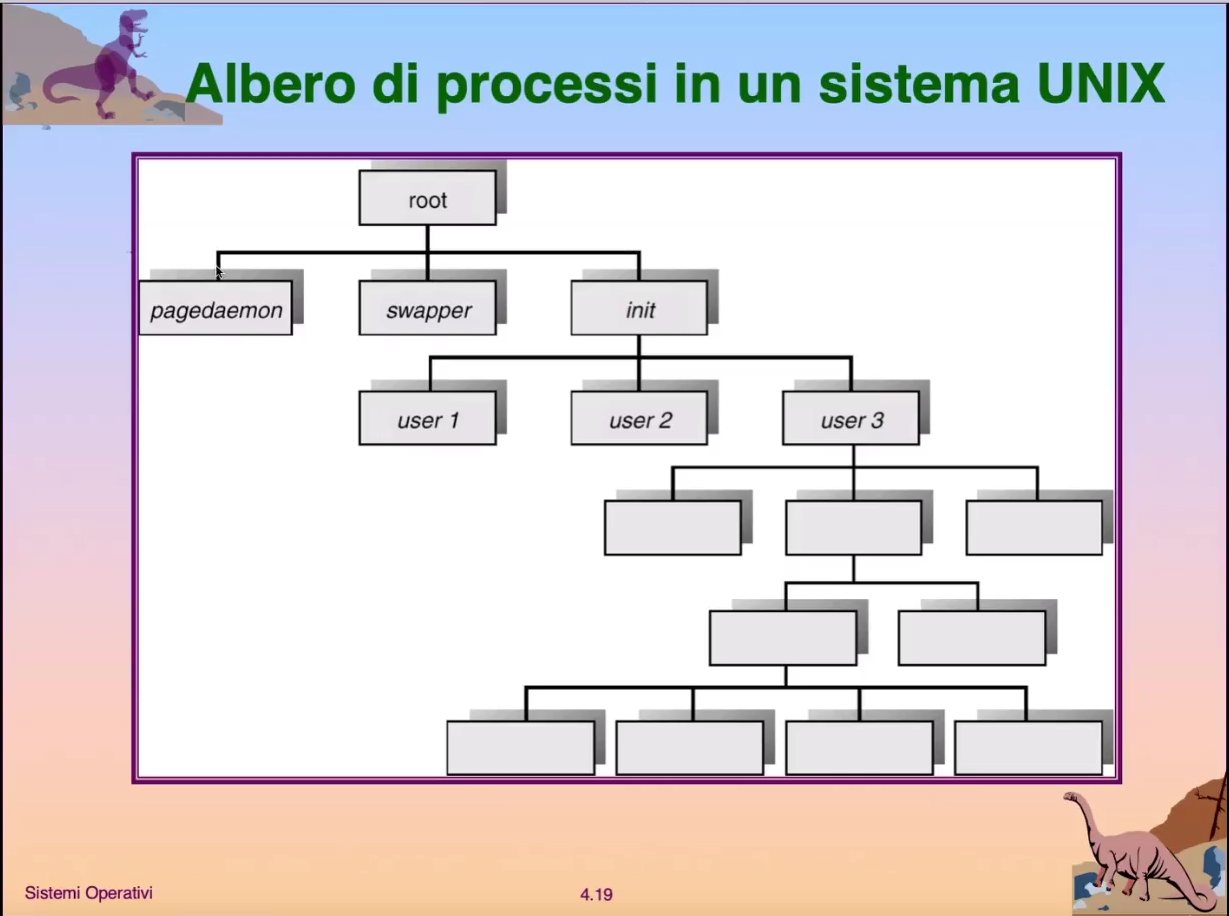 Albero di processi in un sistema UNIX
root
pagedaemon
swapper
init
user 1
user 2
user 3
Sistemi Operativi
4.19